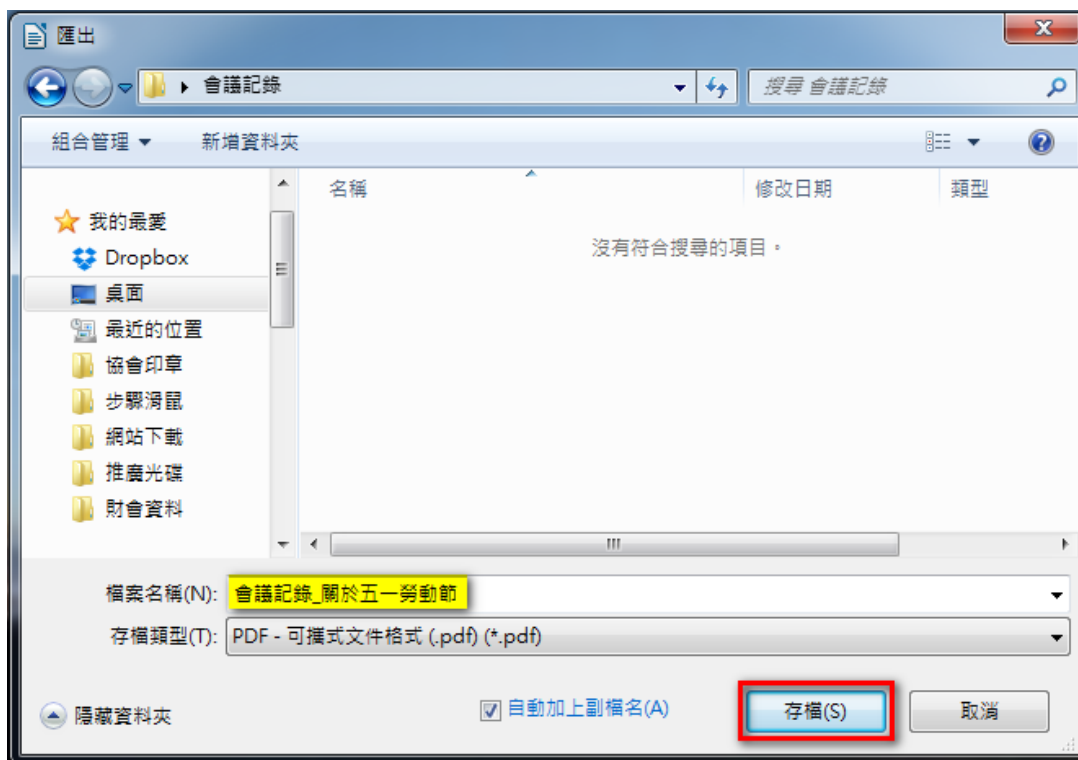 匯出
會議記錄
搜尋 會議記錄
組合管理 新增資料夾
名稱 修改日期 類型
我的最愛
沒有符合搜尋的項目。
Dropbox
桌面
最近的位置
協會印章
步驟滑鼠
網站下載
推廣光碟
財會資料
檔案名稱(N): 會議記錄_關於五一勞動節
存檔類型(T): PDF - 可攜式文件格式 (.pdf) (*.pdf)
隱藏資料夾 自動加上副檔名(A) 存檔(S) 取消